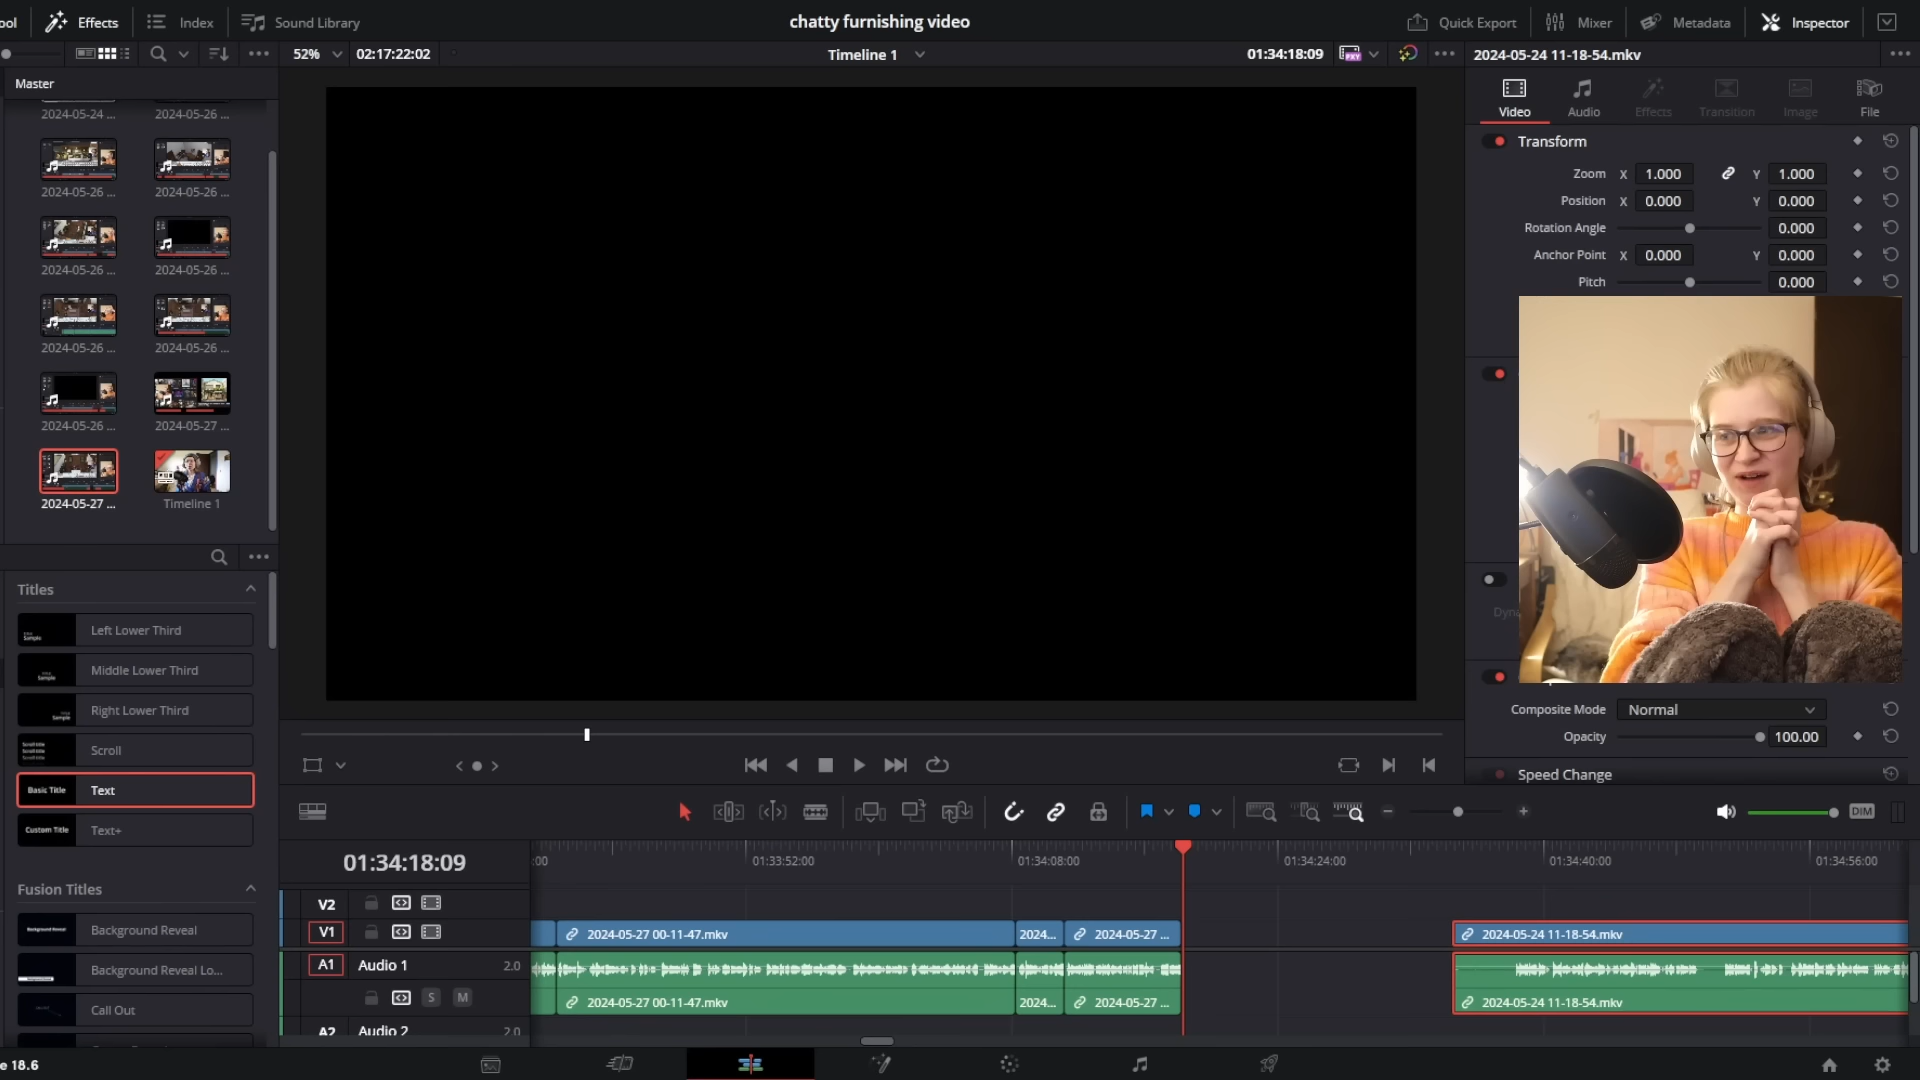 ool
Effects
Index
Sound Library
chatty furnishing video
Quick Export
Mixer
Metadata
Inspector
52%
02:17:22:02
Timeline 1
01:34:18:09
2024-05-24 11-18-54.mkv
Master
2024-05-24 ...
2024-05-26 ...
2024-05-26 ...
2024-05-26 ...
2024-05-26 ...
2024-05-26 ...
2024-05-26 ...
2024-05-26 ...
2024-05-26 ...
2024-05-27 ...
2024-05-27 ...
Timeline 1
Video
Audio
Effects
Transition
Image
File
Transform
Zoom X 1.000 Y 1.000
Position X 0.000 Y 0.000
Rotation Angle 0.000
Anchor Point X 0.000 Y 0.000
Pitch 0.000
Dyn
Composite Mode Normal
Opacity 100.00
Speed Change
Titles
Left Lower Third
Middle Lower Third
Right Lower Third
Scroll
Basic Title Text
Custom Title Text+
Fusion Titles
Background Reveal
Background Reveal Lo...
Call Out
DIM
01:34:18:09
:00
01:33:52:00
01:34:08:00
01:34:24:00
01:34:40:00
01:34:56:00
V2
V1
2024-05-27 00-11-47.mkv
2024...
2024-05-27 ...
2024-05-24 11-18-54.mkv
A1 Audio 1 2.0
S M
2024-05-27 00-11-47.mkv
2024...
2024-05-27 ...
2024-05-24 11-18-54.mkv
A2 Audio 2 2.0
e 18.6